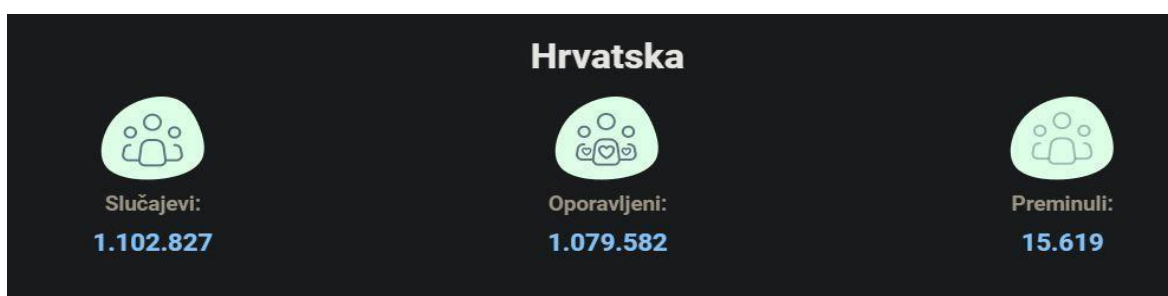 Hrvatska
Slučajevi:
Oporavljeni:
Preminuli:
1.102.827
1.079.582
15.619